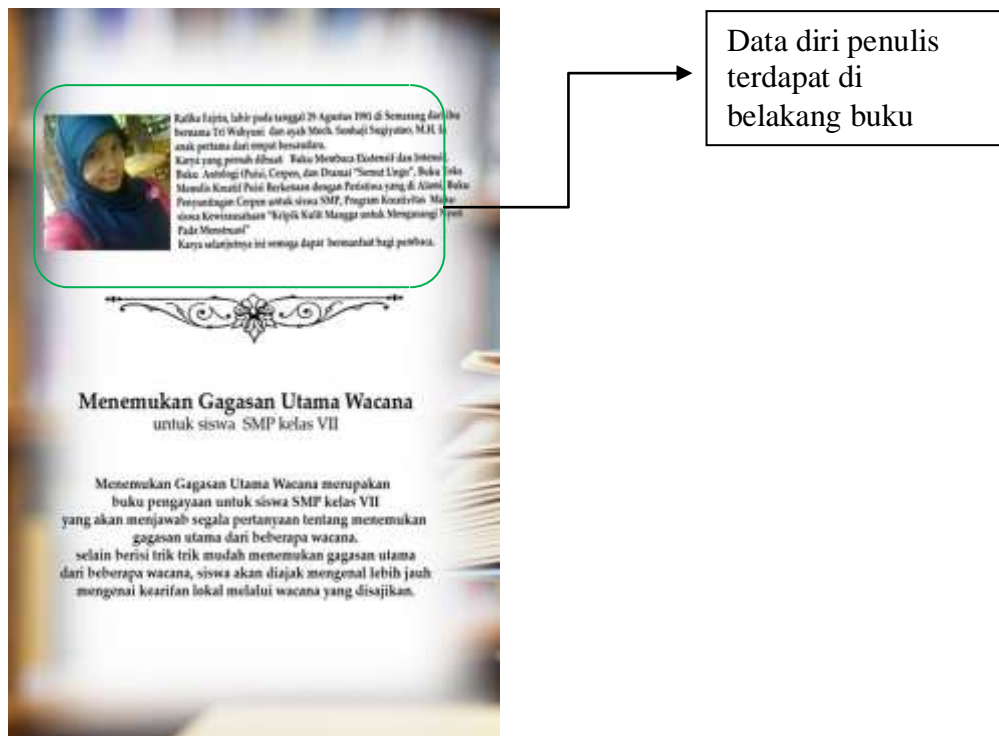 Data diri penulis
terdapat di
belakang buku
lahir pada tanggal 29 Agustus di Semarang dari ibu
bernama Tri Wahyuni dan ayah Moch.
anak pertama dari empat bersaudara.
Karya yang pernah dibuat Buku Membaca Ekstensif dan Intensif,
Buku Antologi (Puisi, Cerpen, dan Drama) "Semut Ungu", Buku Teks
Menulis Kreatif Puisi Berkenaan dengan Peristiwa yang di Alami, Buku
Penyuntingan Cerpen untuk siswa SMP, Program Kreativitas Maha-
siswa Kewirausahaan "Kripik Kulit Mangga untuk Mengurangi Nyeri
Pada Menstruasi"
Karya selanjutnya ini semoga dapat bermanfaat bagi pembaca.
Menemukan Gagasan Utama Wacana
untuk siswa SMP kelas VII
Menemukan Gagasan Utama Wacana merupakan
buku pengayaan untuk siswa SMP kelas VII
yang akan menjawab segala pertanyaan tentang menemukan
gagasan utama dari beberapa wacana.
selain berisi trik trik mudah menemukan gagasan utama
dari beberapa wacana, siswa akan diajak mengenal lebih jauh
mengenai kearifan lokal melalui wacana yang disajikan.